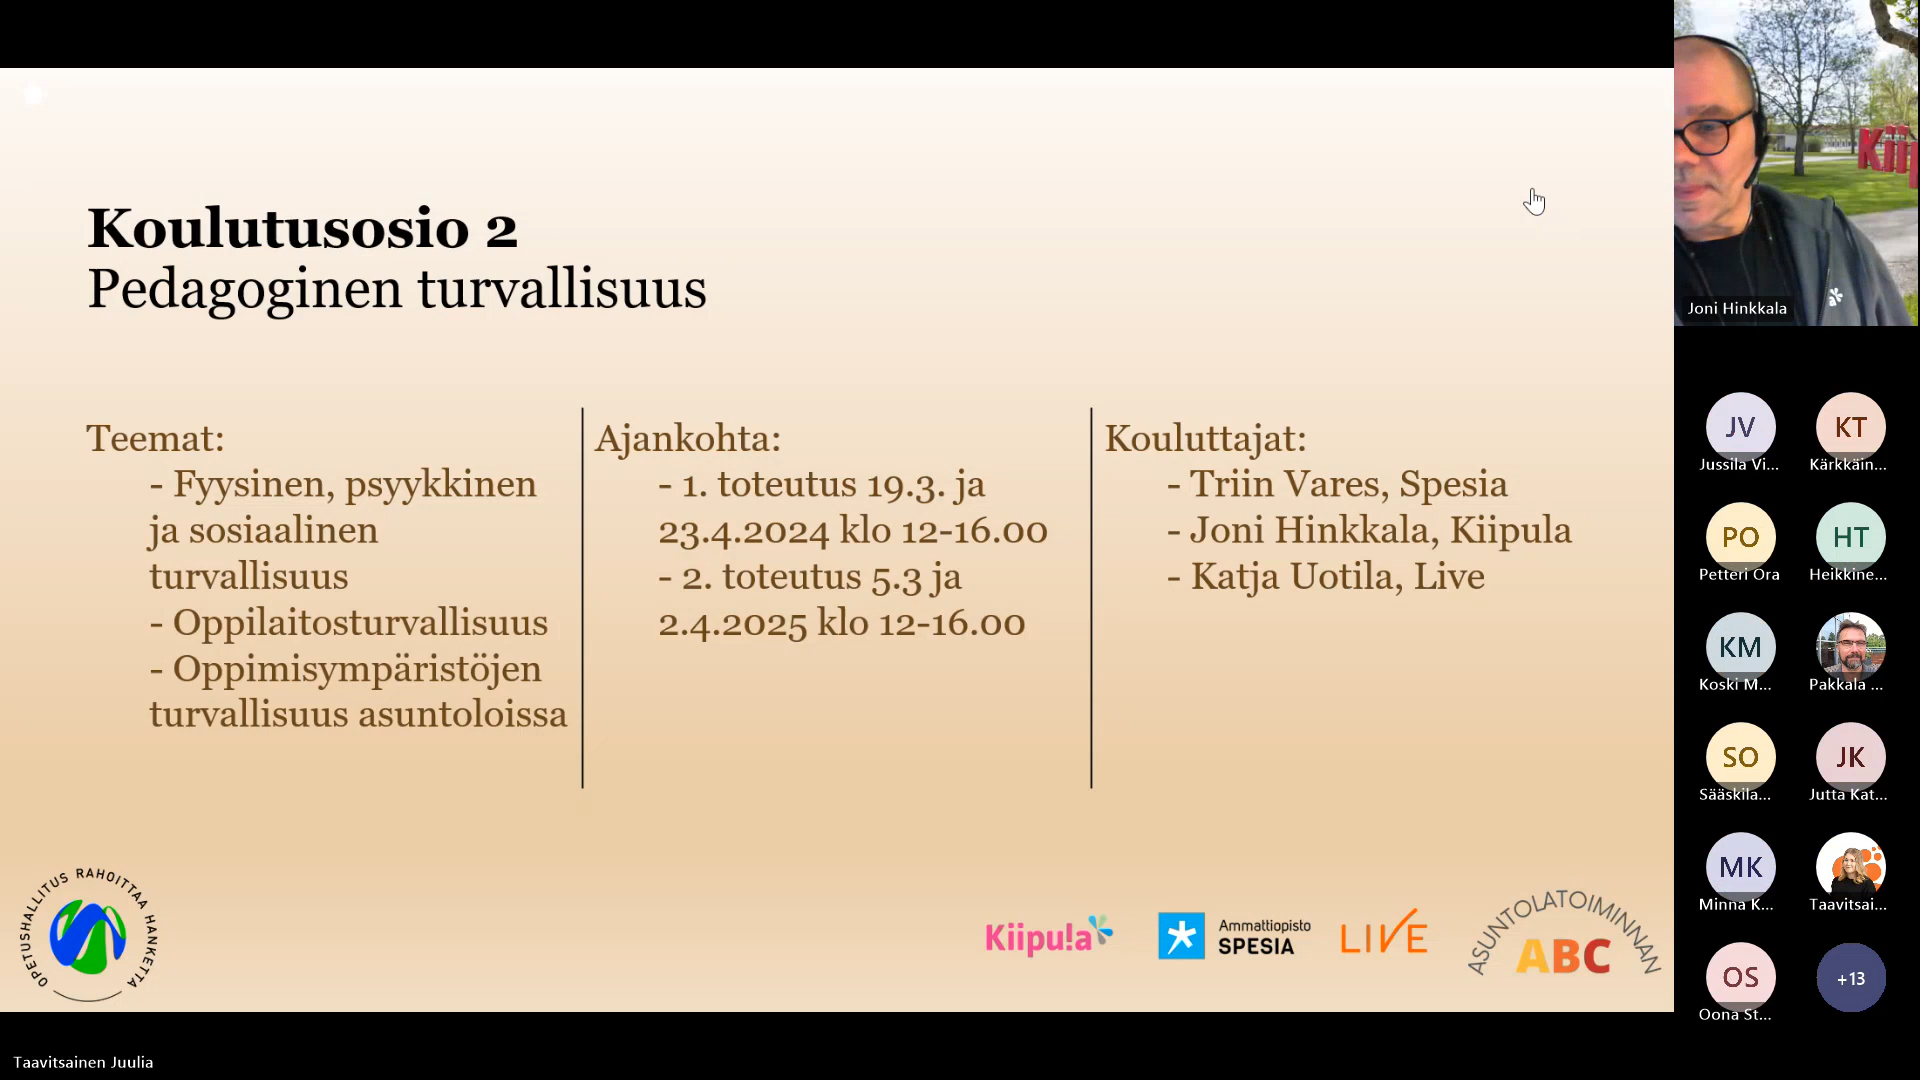 Koulutusosio 2
Pedagoginen turvallisuus
Teemat:
- Fyysinen, psyykkinen
ja sosiaalinen
turvallisuus
- Oppilaitosturvallisuus
- Oppimisympäristöjen
turvallisuus asuntoloissa
Ajankohta:
- 1. toteutus 19.3. ja
23.4.2024 klo 12-16.00
- 2. toteutus 5.3 ja
2.4.2025 klo 12-16.00
Kouluttajat:
- Triin Vares, Spesia
- Joni Hinkkala, Kiipula
- Katja Uotila, Live
OPETUSHALLITUS RAHOITTAA HANKETTA
Kiipula
Ammattiopisto
SPESIA
LIVE
ASUNTOLATOIMINNAN
ABC
Kii
Joni Hinkkala
JV
KT
Jussila Vi...
Kärkkäin...
PO
HT
Petteri Ora
Heikkine...
KM
Koski M...
Pakkala ...
SO
JK
Sääskila...
Jutta Kat...
MK
Minna K...
Taavitsai...
OS
+13
Oona St...
Taavitsainen Juulia